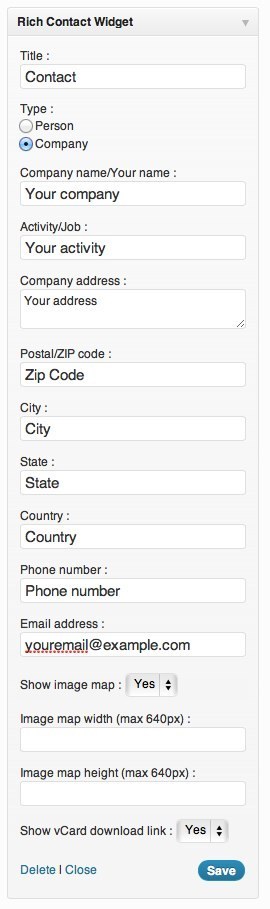 Rich Contact Widget
Title :
Contact
Type :
Person
Company
Company name/Your name :
Your company
Activity/Job :
Your activity
Company address :
Your address
Postal/ZIP code :
Zip Code
City :
City
State :
State
Country :
Country
Phone number :
Phone number
Email address :
youremail@example.com
Show image map : Yes
Image map width (max 640px) :
Image map height (max 640px) :
Show vCard download link : Yes
Delete | Close Save